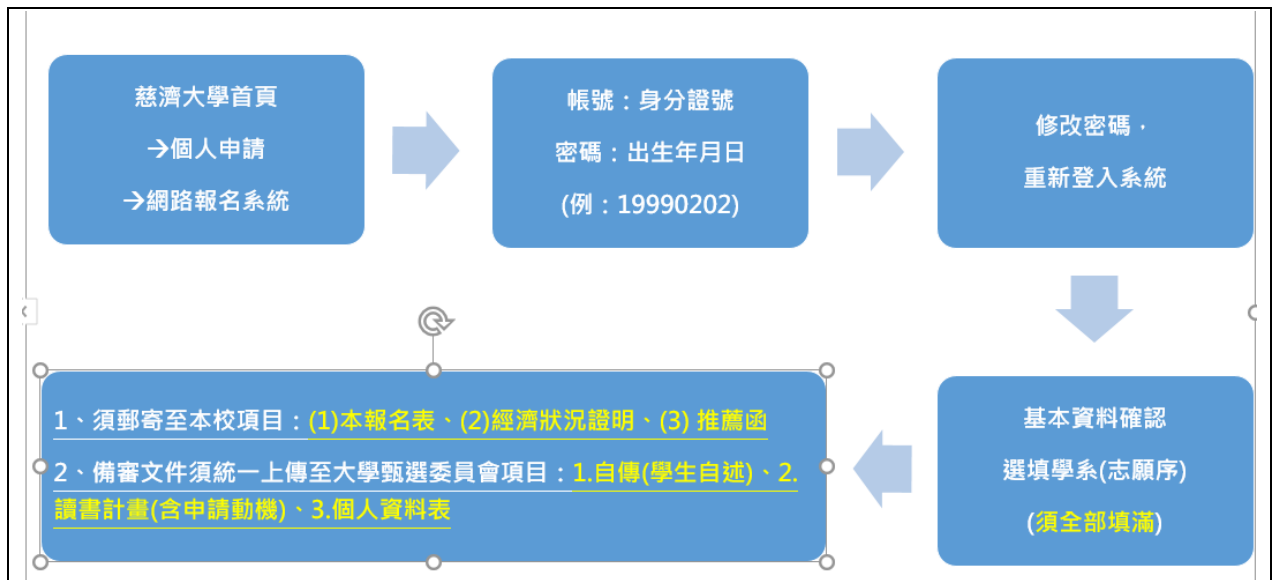 慈濟大學首頁
→個人申請
→網路報名系統
帳號：身分證號
密碼：出生年月日
(例：19990202)
修改密碼，
重新登入系統
基本資料確認
選填學系(志願序)
(須全部填滿)
1、須郵寄至本校項目：(1)本報名表、(2)經濟狀況證明、(3) 推薦函
2、備審文件須統一上傳至大學甄選委員會項目：1.自傳(學生自述)、2.
讀書計畫(含申請動機)、3.個人資料表